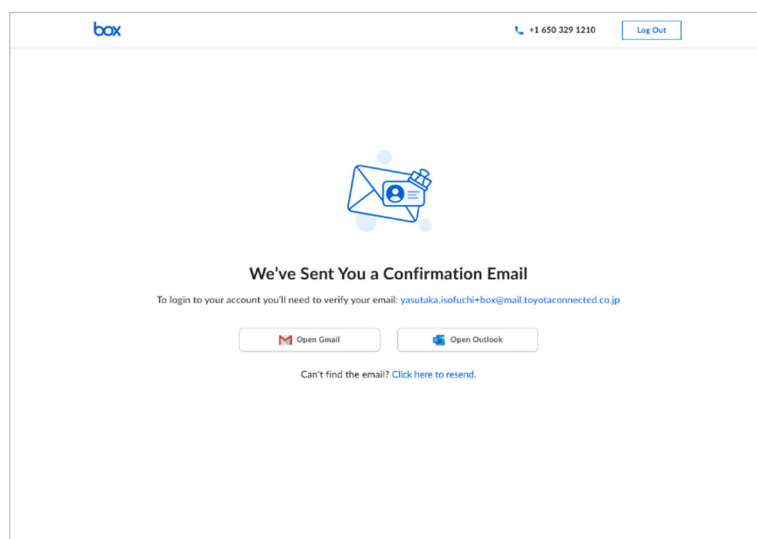 box
+1 650 329 1210
Log Out
We've Sent You a Confirmation Email
To login to your account you'll need to verify your email: yasutaka.isofuchi+box@mail.toyotaconnected.co.jp
Open Gmail
Open Outlook
Can't find the email? Click here to resend.